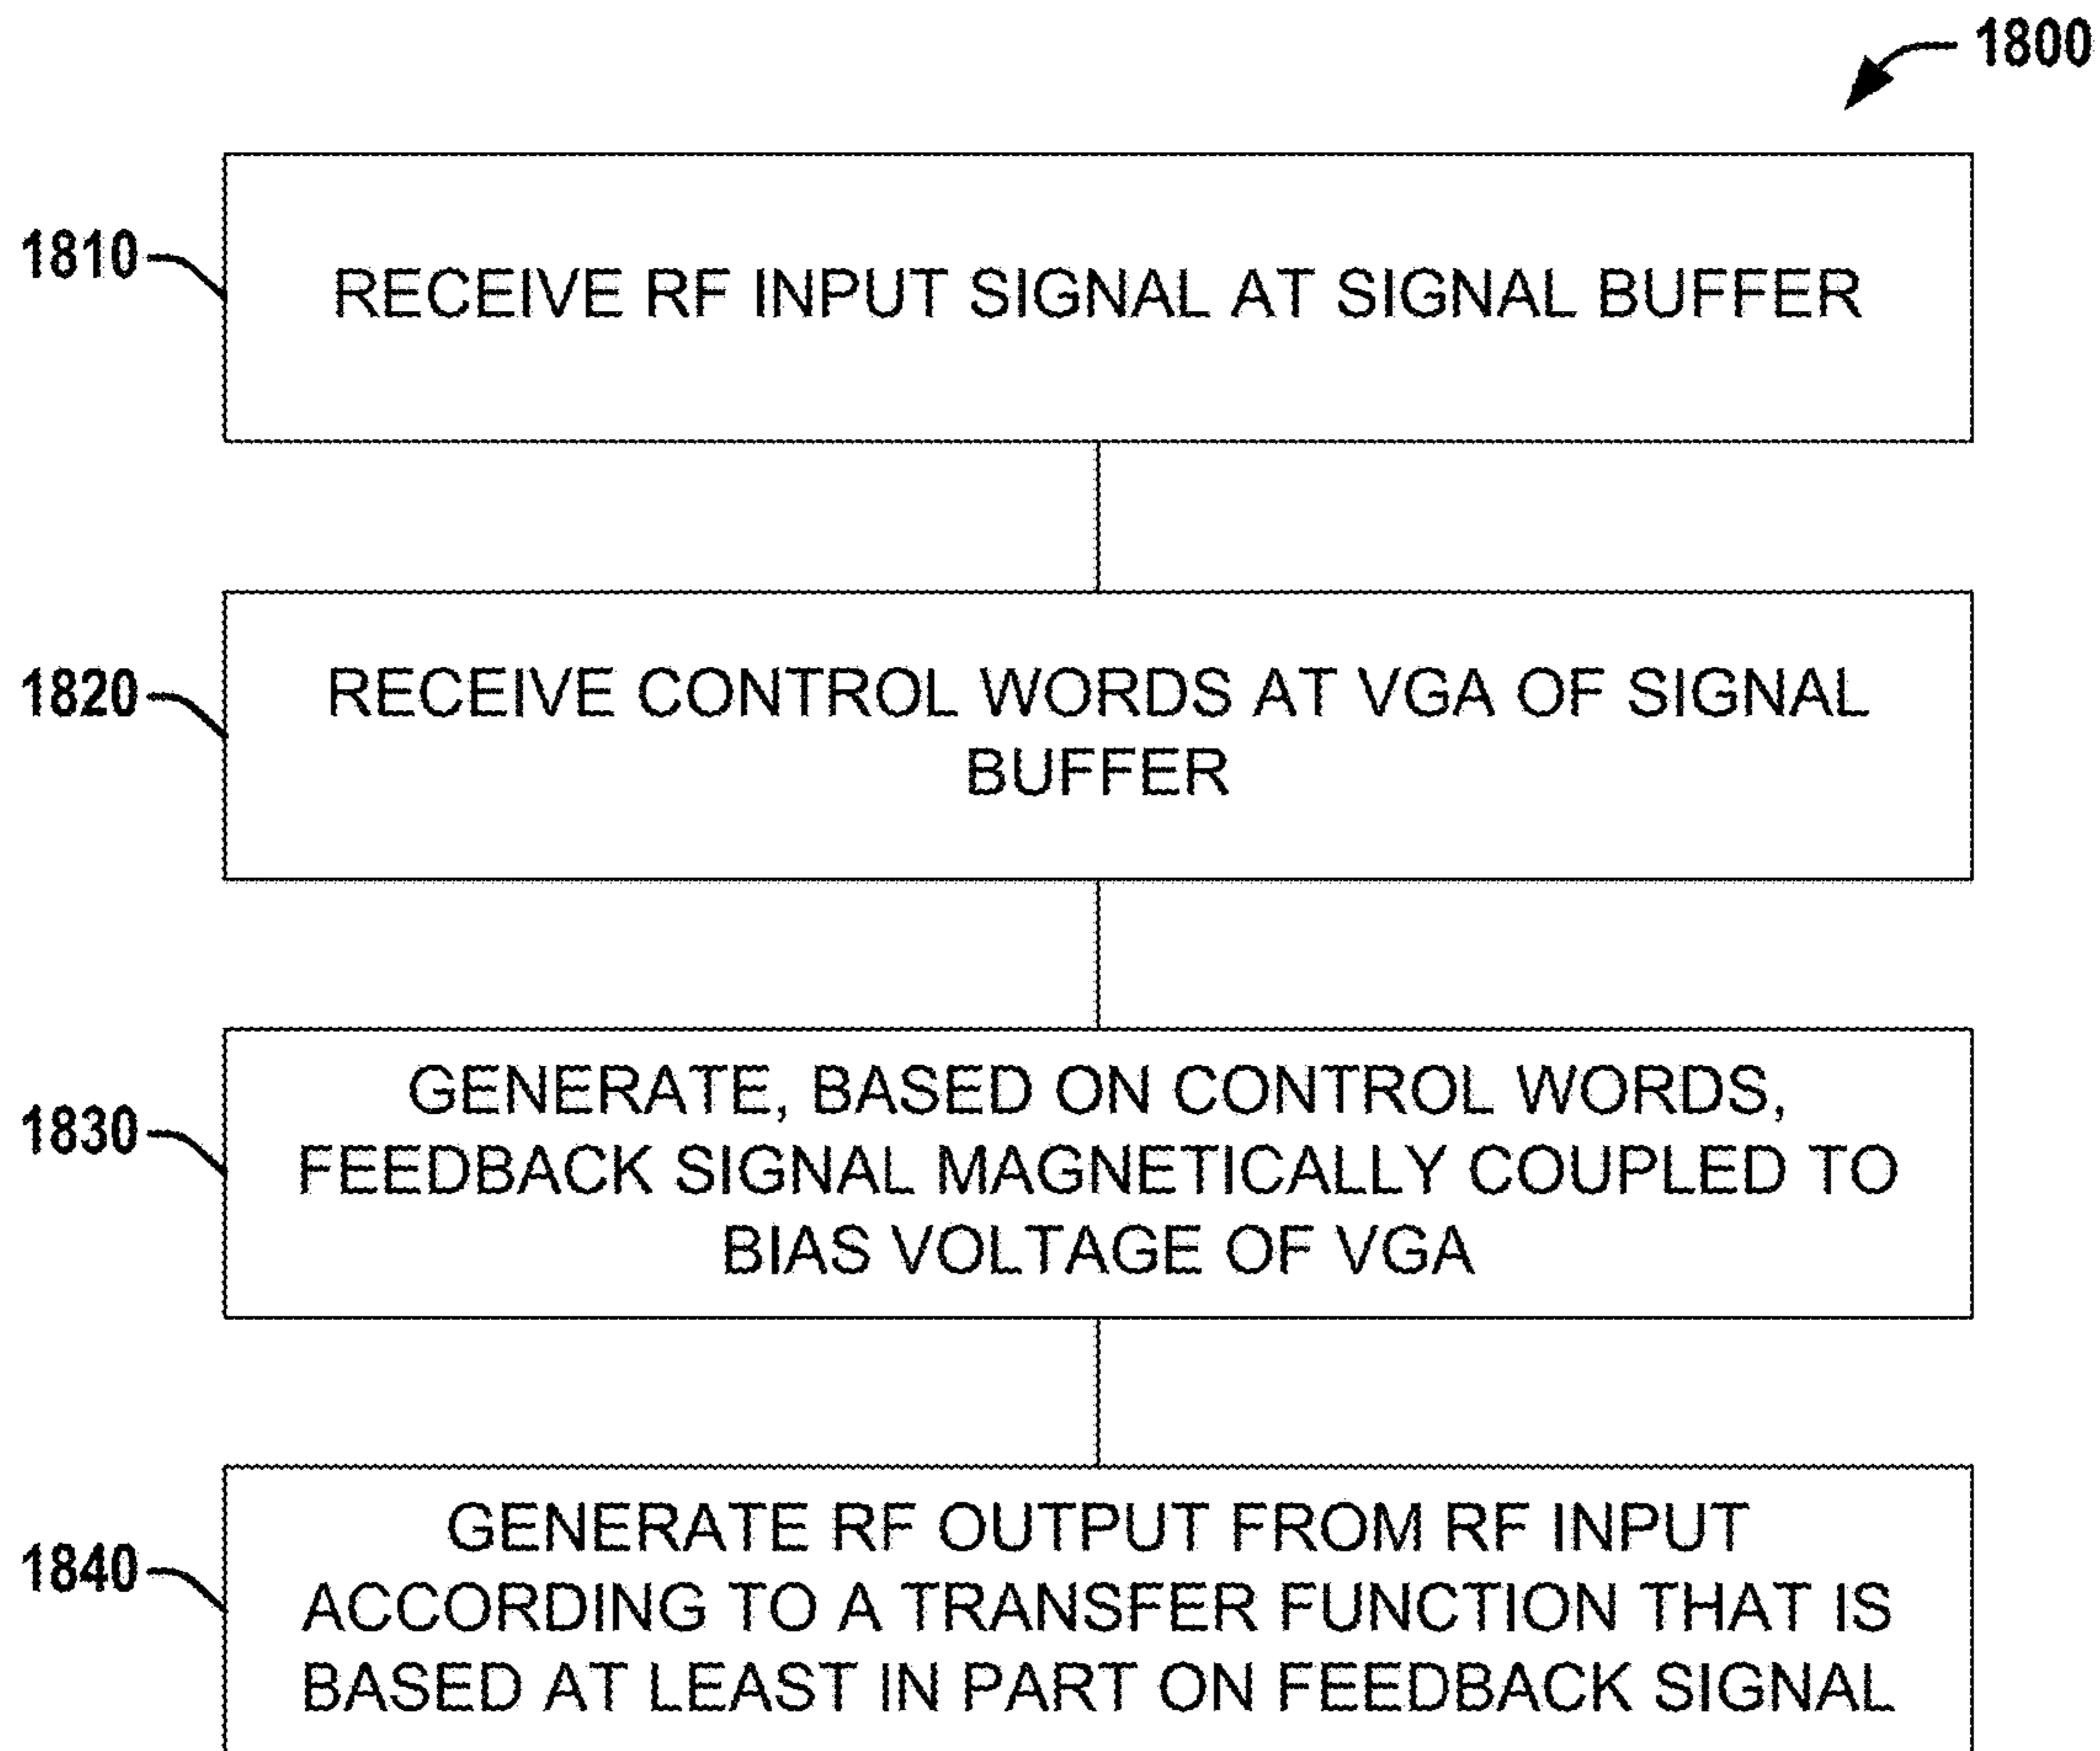 1800
1810
RECEIVE RF INPUT SIGNAL AT SIGNAL BUFFER
1820
RECEIVE CONTROL WORDS AT VGA OF SIGNAL
BUFFER
1830
GENERATE, BASED ON CONTROL WORDS,
FEEDBACK SIGNAL MAGNETICALLY COUPLED TO
BIAS VOLTAGE OF VGA
1840
GENERATE RF OUTPUT FROM RF INPUT
ACCORDING TO A TRANSFER FUNCTION THAT IS
BASED AT LEAST IN PART ON FEEDBACK SIGNAL